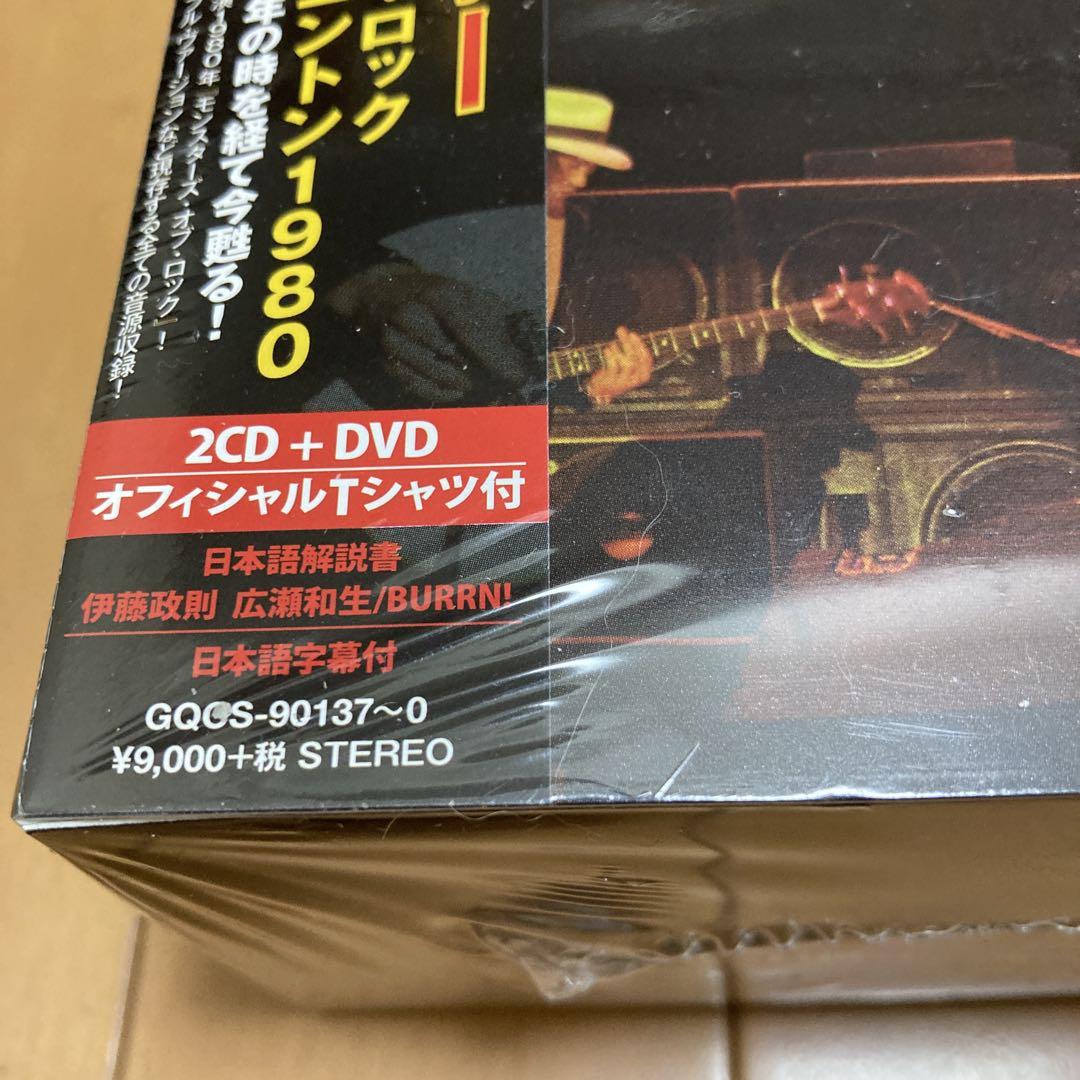 ー
ロック
ントン1980
年の時を経て今甦る!
1980年『モンスターズ・オブ・ロック』!
ル・ヴァージョンなど現存する全ての音源収録!
2CD + DVD
オフィシャルTシャツ付
日本語解説書
伊藤政則 広瀬和生/BURRN!
日本語字幕付
GQCS-90137~0
¥9,000+税 STEREO